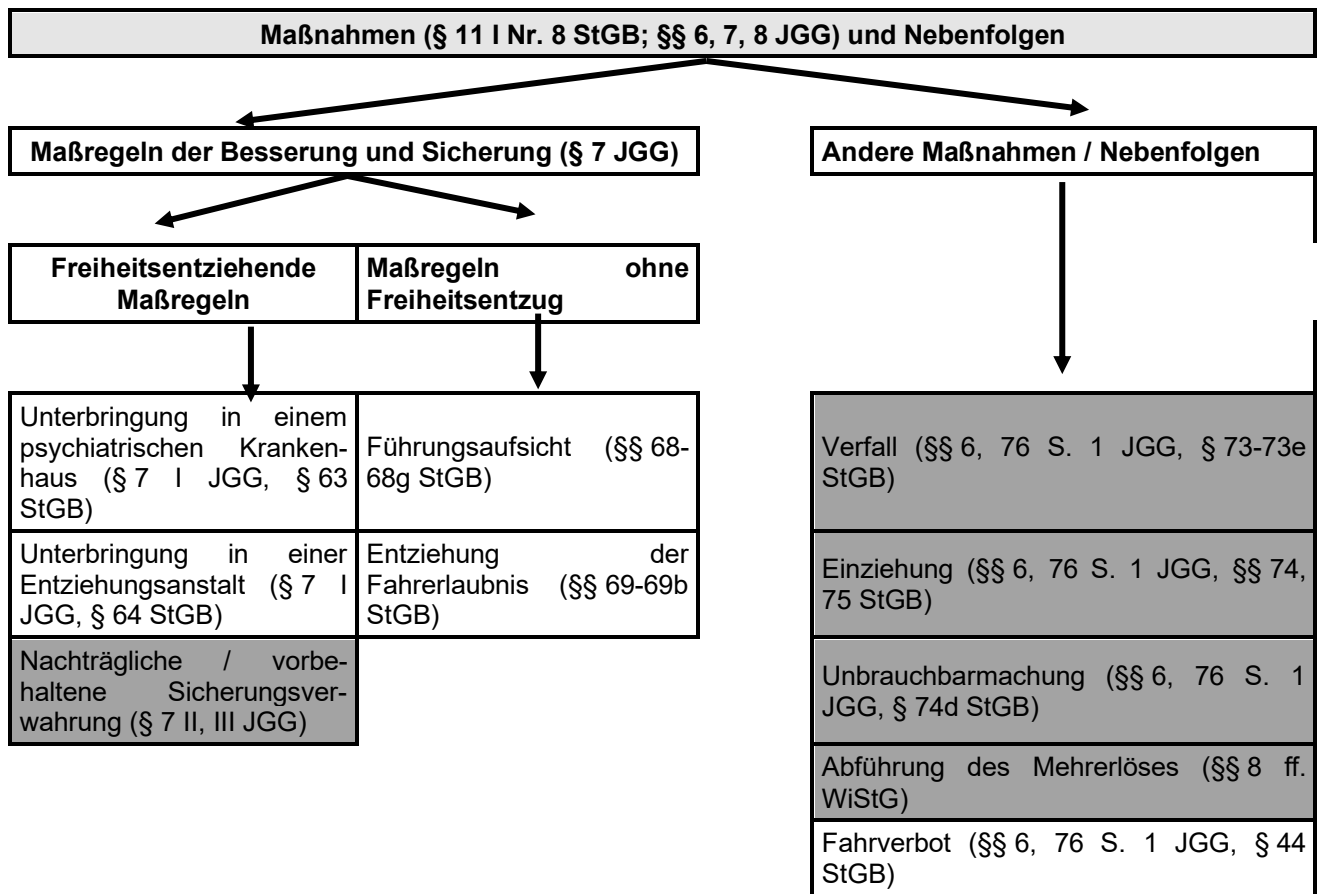 Maßnahmen (§ 11 I Nr. 8 StGB; §§ 6, 7, 8 JGG) und Nebenfolgen
Maßregeln der Besserung und Sicherung (§ 7 JGG)
Andere Maßnahmen / Nebenfolgen
Freiheitsentziehende
Maßregeln
Maßregeln ohne
Freiheitsentzug
Unterbringung in einem
psychiatrischen Kranken-
haus (§ 7 I JGG, § 63
StGB)
Führungsaufsicht (§§ 68-
68g StGB)
Verfall (§§ 6, 76 S. 1 JGG, § 73-73e
StGB)
Unterbringung in einer
Entziehungsanstalt (§ 7 I
JGG, § 64 StGB)
Entziehung der
Fahrerlaubnis (§§ 69-69b
StGB)
Einziehung (§§ 6, 76 S. 1 JGG, §§ 74,
75 StGB)
Nachträgliche / vorbe-
haltene Sicherungsver-
wahrung (§ 7 II, III JGG)
Unbrauchbarmachung (§§ 6, 76 S. 1
JGG, § 74d StGB)
Abführung des Mehrerlöses (§§ 8 ff.
WiStG)
Fahrverbot (§§ 6, 76 S. 1 JGG, § 44
StGB)